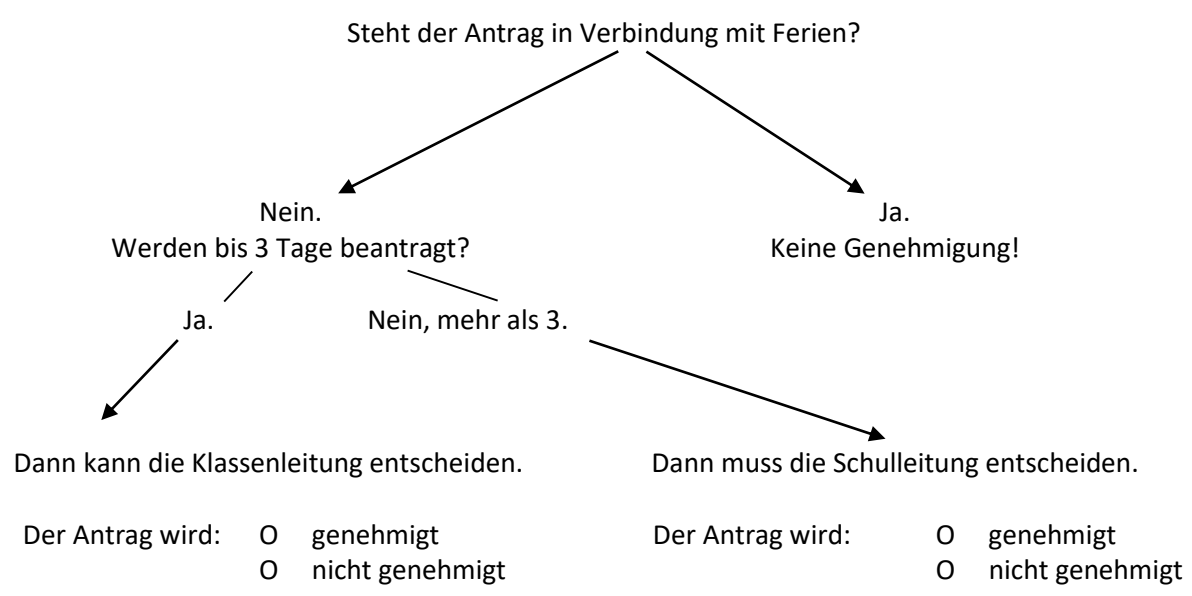 Steht der Antrag in Verbindung mit Ferien?
Nein.
Werden bis 3 Tage beantragt?
Ja.
Keine Genehmigung!
Ja.
Nein, mehr als 3.
Dann kann die Klassenleitung entscheiden.
Der Antrag wird: O genehmigt
O nicht genehmigt
Dann muss die Schulleitung entscheiden.
Der Antrag wird: O genehmigt
O nicht genehmigt